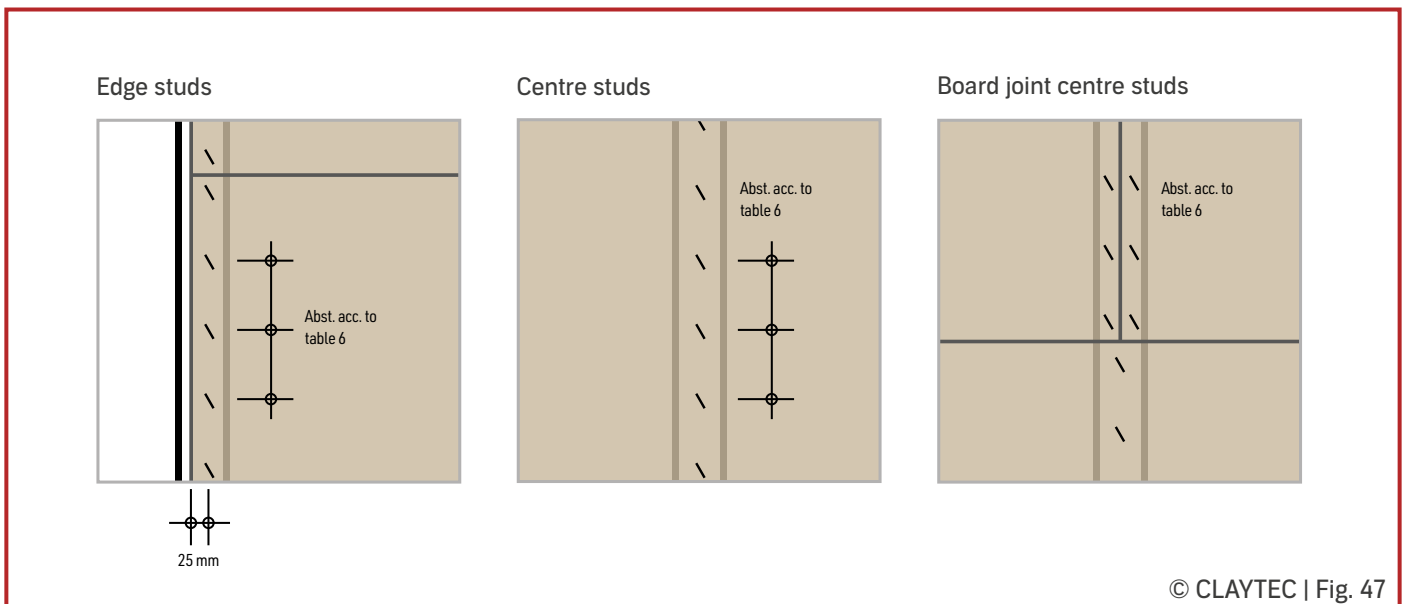 Edge studs
Centre studs
Board joint centre studs
Abst. acc. to
table 6
Abst. acc. to
table 6
Abst. acc. to
table 6
25 mm
© CLAYTEC | Fig. 47